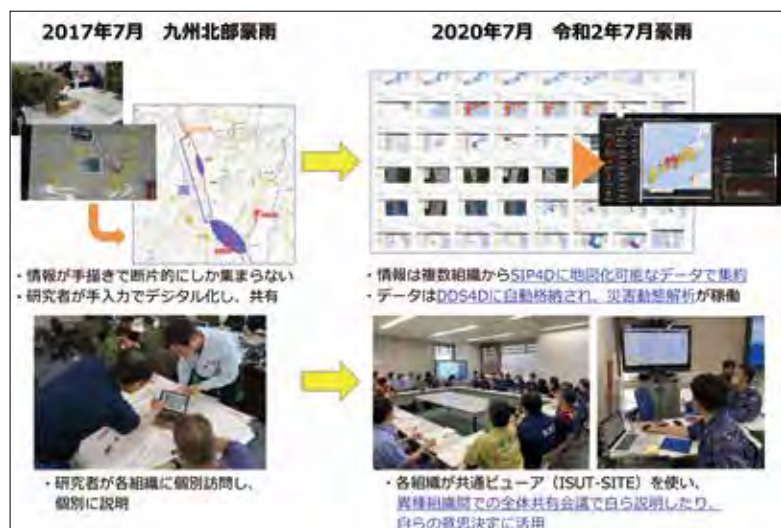 2017年7月 九州北部豪雨
2020年7月 令和2年7月豪雨
・情報が手描きで断片的にしか集まらない
・研究者が手入力でデジタル化し、共有
・情報は複数組織からSIP4Dに地図化可能なデータで集約
・データはDDS4Dに自動格納され、災害動態解析が稼働
・研究者が各組織に個別訪問し、
個別に説明
・各組織が共通ビューア（ISUT-SITE）を使い、
異種組織間での全体共有会議で自ら説明したり、
自らの意思決定に活用